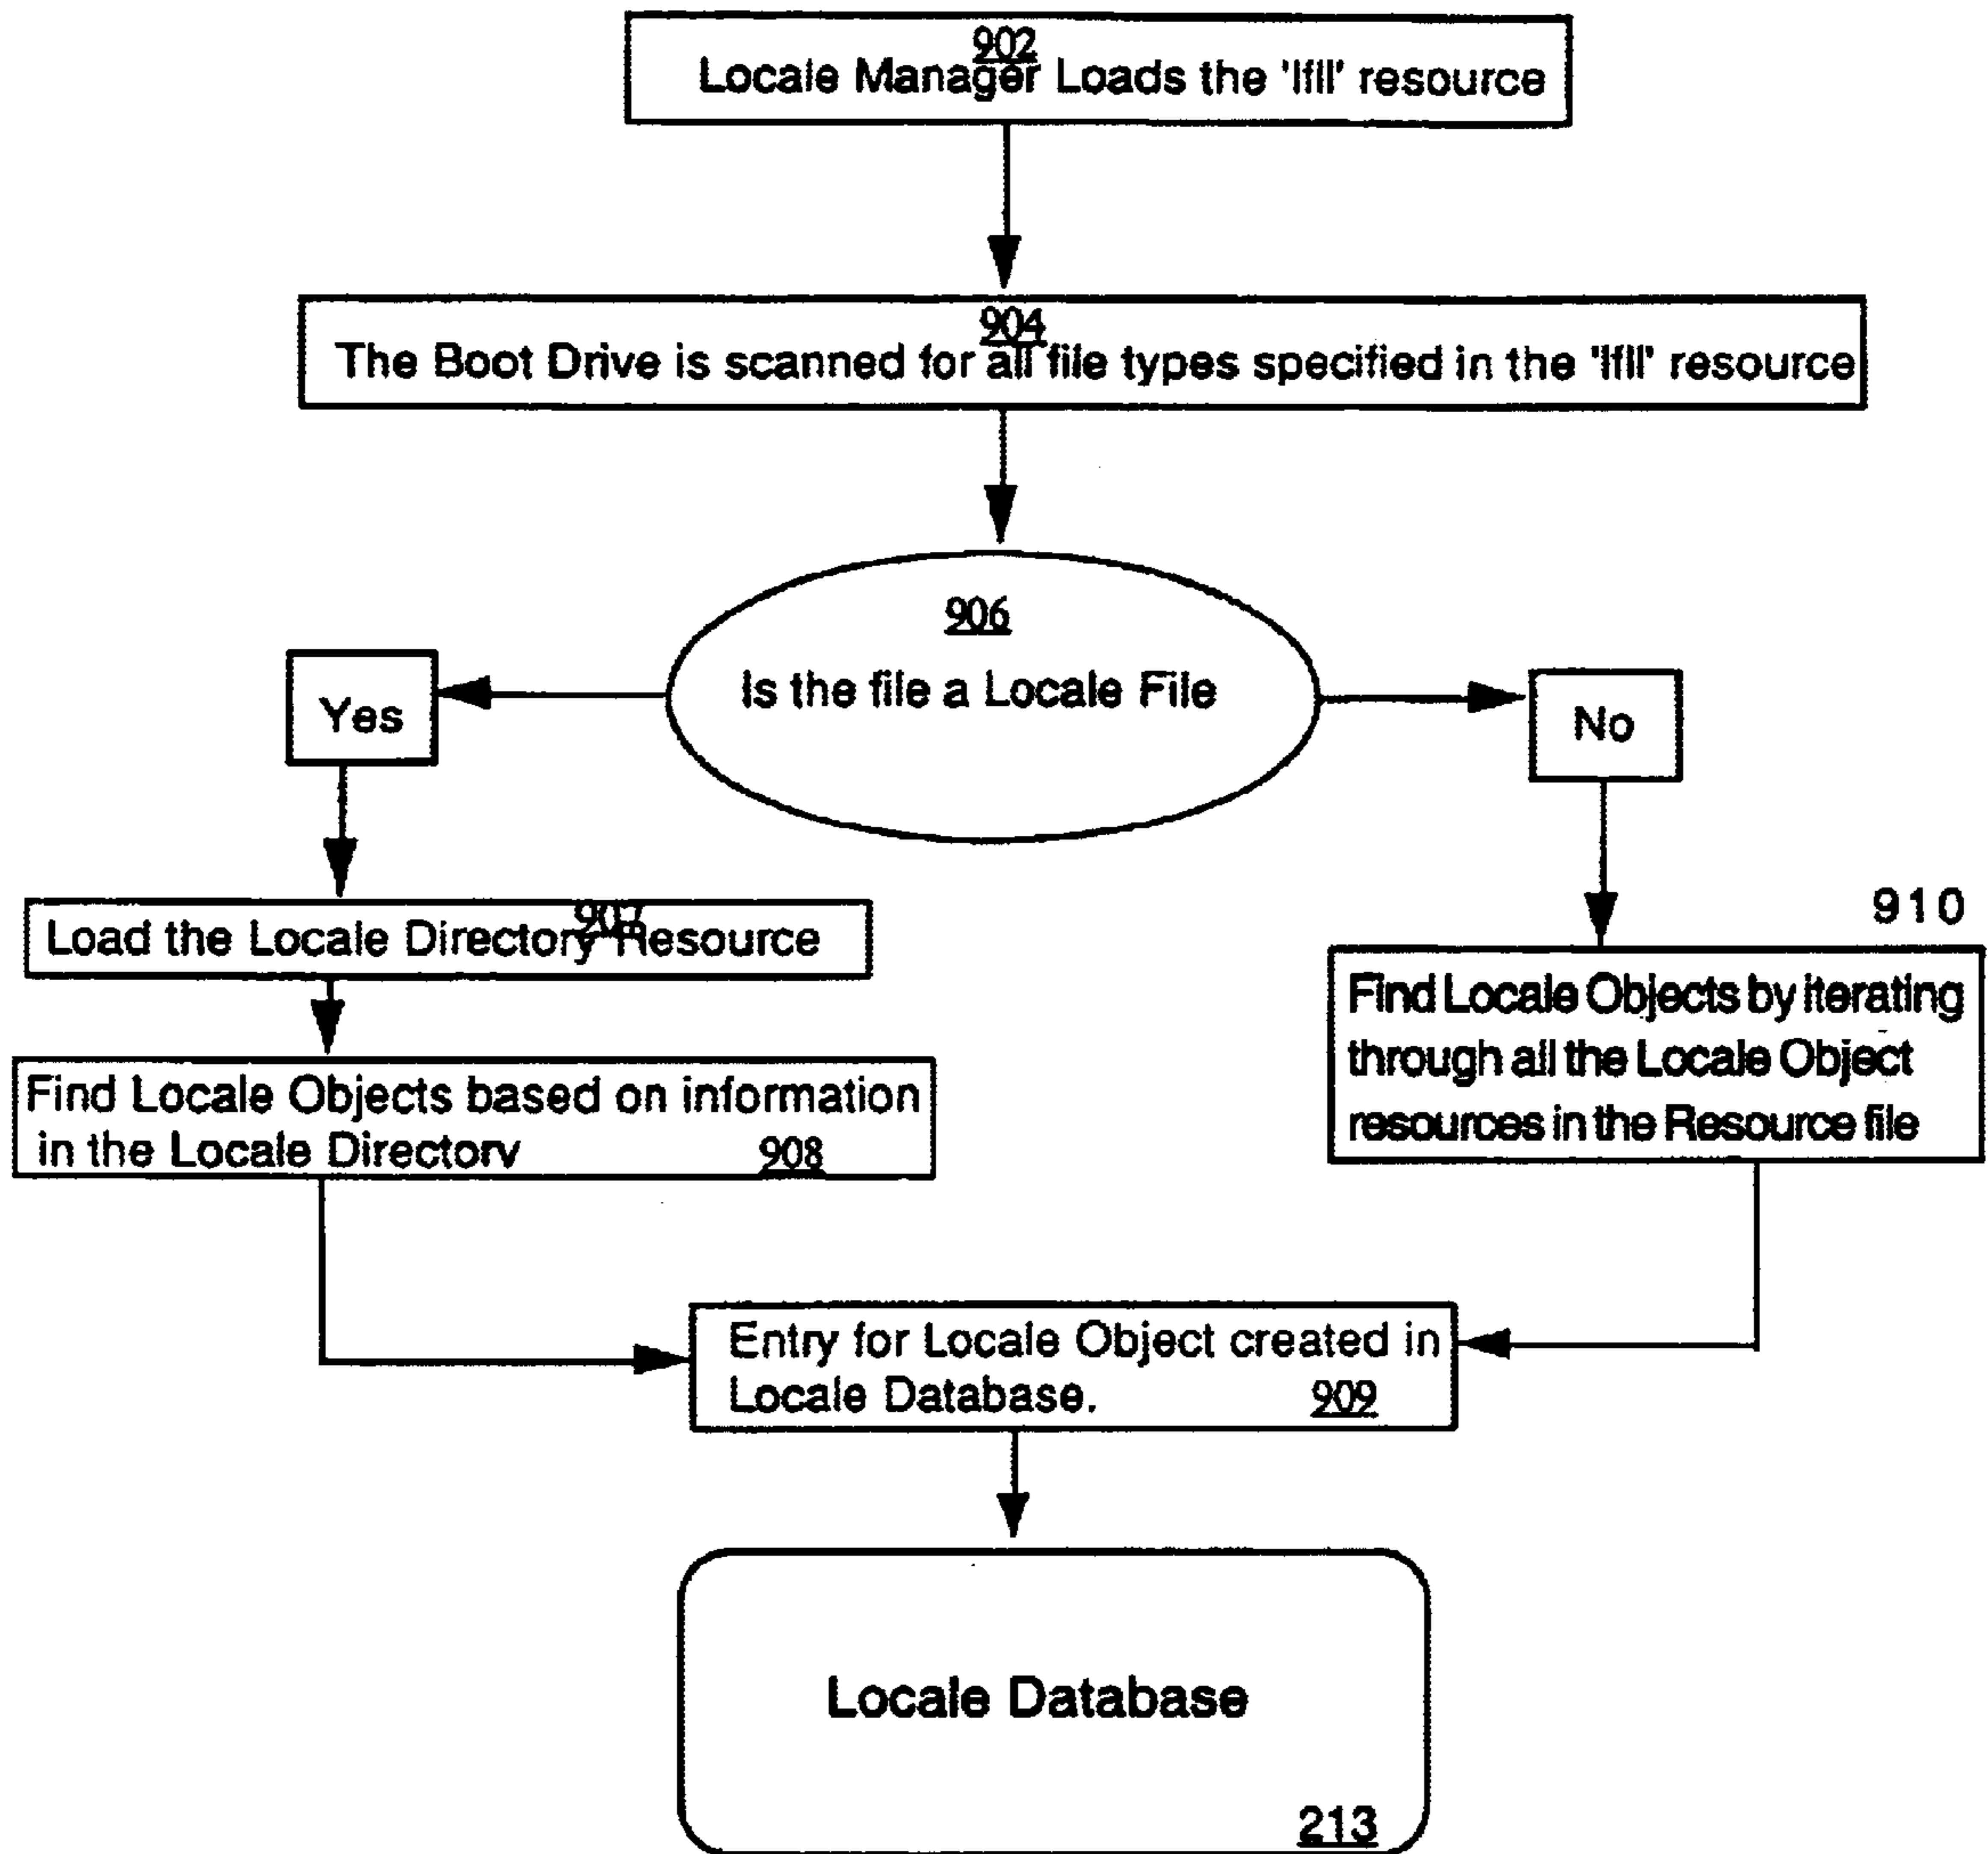 902
Locale Manager Loads the 'lfll' resource
904
The Boot Drive is scanned for all file types specified in the 'lfll' resource
906
Is the file a Locale File
Yes
No
907
Load the Locale Directory Resource
910
Find Locale Objects by iterating
through all the Locale Object
resources in the Resource file
Find Locale Objects based on information
in the Locale Directory 908
Entry for Locale Object created in
Locale Database. 909
Locale Database
213